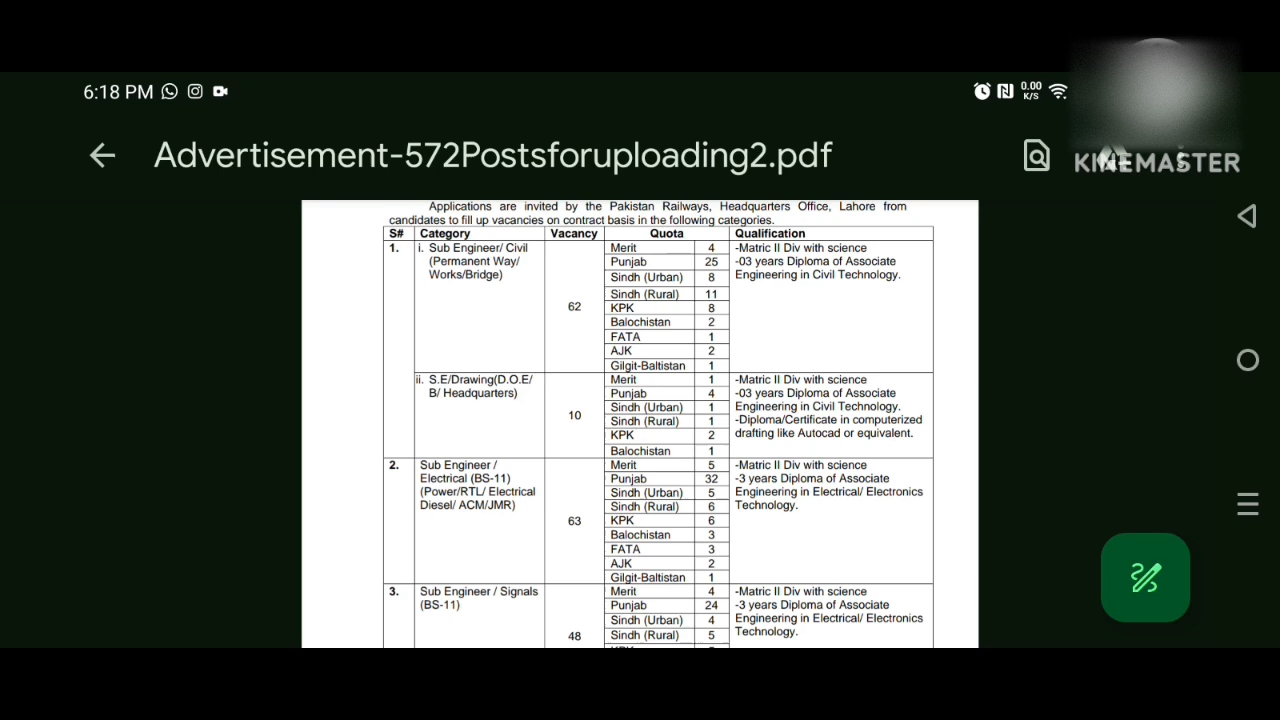 6:18 PM
0.00
K/S
Advertisement-572Postsforuploading2.pdf
KINEMASTER
Applications are invited by the Pakistan Railways, Headquarters Office, Lahore from
candidates to fill up vacancies on contract basis in the following categories.
S# Category Vacancy Quota Qualification
1. i. Sub Engineer/ Civil
(Permanent Way/
Works/Bridge)
62
Merit 4
Punjab 25
Sindh (Urban) 8
Sindh (Rural) 11
KPK 8
Balochistan 2
FATA 1
AJK 2
Gilgit-Baltistan 1
-Matric II Div with science
-03 years Diploma of Associate
Engineering in Civil Technology.
ii. S.E/Drawing(D.O.E/
B/ Headquarters)
10
Merit 1
Punjab 4
Sindh (Urban) 1
Sindh (Rural) 1
KPK 2
Balochistan 1
-Matric II Div with science
-03 years Diploma of Associate
Engineering in Civil Technology.
-Diploma/Certificate in computerized
drafting like Autocad or equivalent.
2. Sub Engineer /
Electrical (BS-11)
(Power/RTL/ Electrical
Diesel/ ACM/JMR)
63
Merit 5
Punjab 32
Sindh (Urban) 5
Sindh (Rural) 6
KPK 6
Balochistan 3
FATA 3
AJK 2
Gilgit-Baltistan 1
-Matric II Div with science
-3 years Diploma of Associate
Engineering in Electrical/ Electronics
Technology.
3. Sub Engineer / Signals
(BS-11)
48
Merit 4
Punjab 24
Sindh (Urban) 4
Sindh (Rural) 5
-Matric II Div with science
-3 years Diploma of Associate
Engineering in Electrical/ Electronics
Technology.